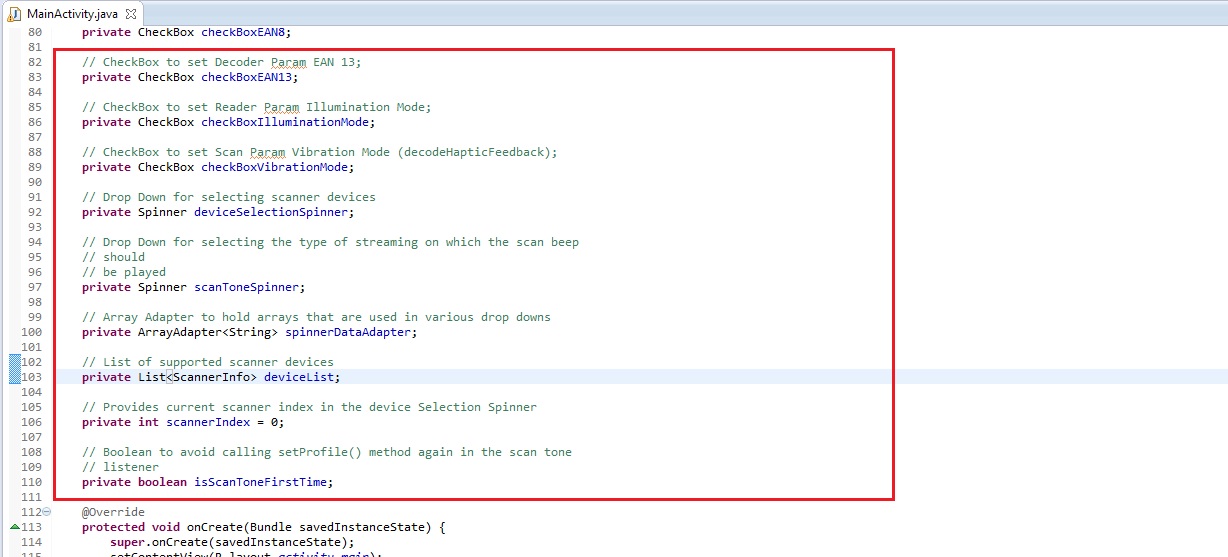 MainActivity.java
80 private CheckBox checkBoxEAN8;
81
82 // CheckBox to set Decoder Param EAN 13;
83 private CheckBox checkBoxEAN13;
84
85 // CheckBox to set Reader Param Illumination Mode;
86 private CheckBox checkBoxIlluminationMode;
87
88 // CheckBox to set Scan Param Vibration Mode (decodeHapticFeedback);
89 private CheckBox checkBoxVibrationMode;
90
91 // Drop Down for selecting scanner devices
92 private Spinner deviceSelectionSpinner;
93
94 // Drop Down for selecting the type of streaming on which the scan beep
95 // should
96 // be played
97 private Spinner scanToneSpinner;
98
99 // Array Adapter to hold arrays that are used in various drop downs
100 private ArrayAdapter<String> spinnerDataAdapter;
101
102 // List of supported scanner devices
103 private List<ScannerInfo> deviceList;
104
105 // Provides current scanner index in the device Selection Spinner
106 private int scannerIndex = 0;
107
108 // Boolean to avoid calling setProfile() method again in the scan tone
109 // listener
110 private boolean isScanToneFirstTime;
111
112 @Override
113 protected void onCreate(Bundle savedInstanceState) {
114 super.onCreate(savedInstanceState);
115 setContentView(R.layout.activity_main);